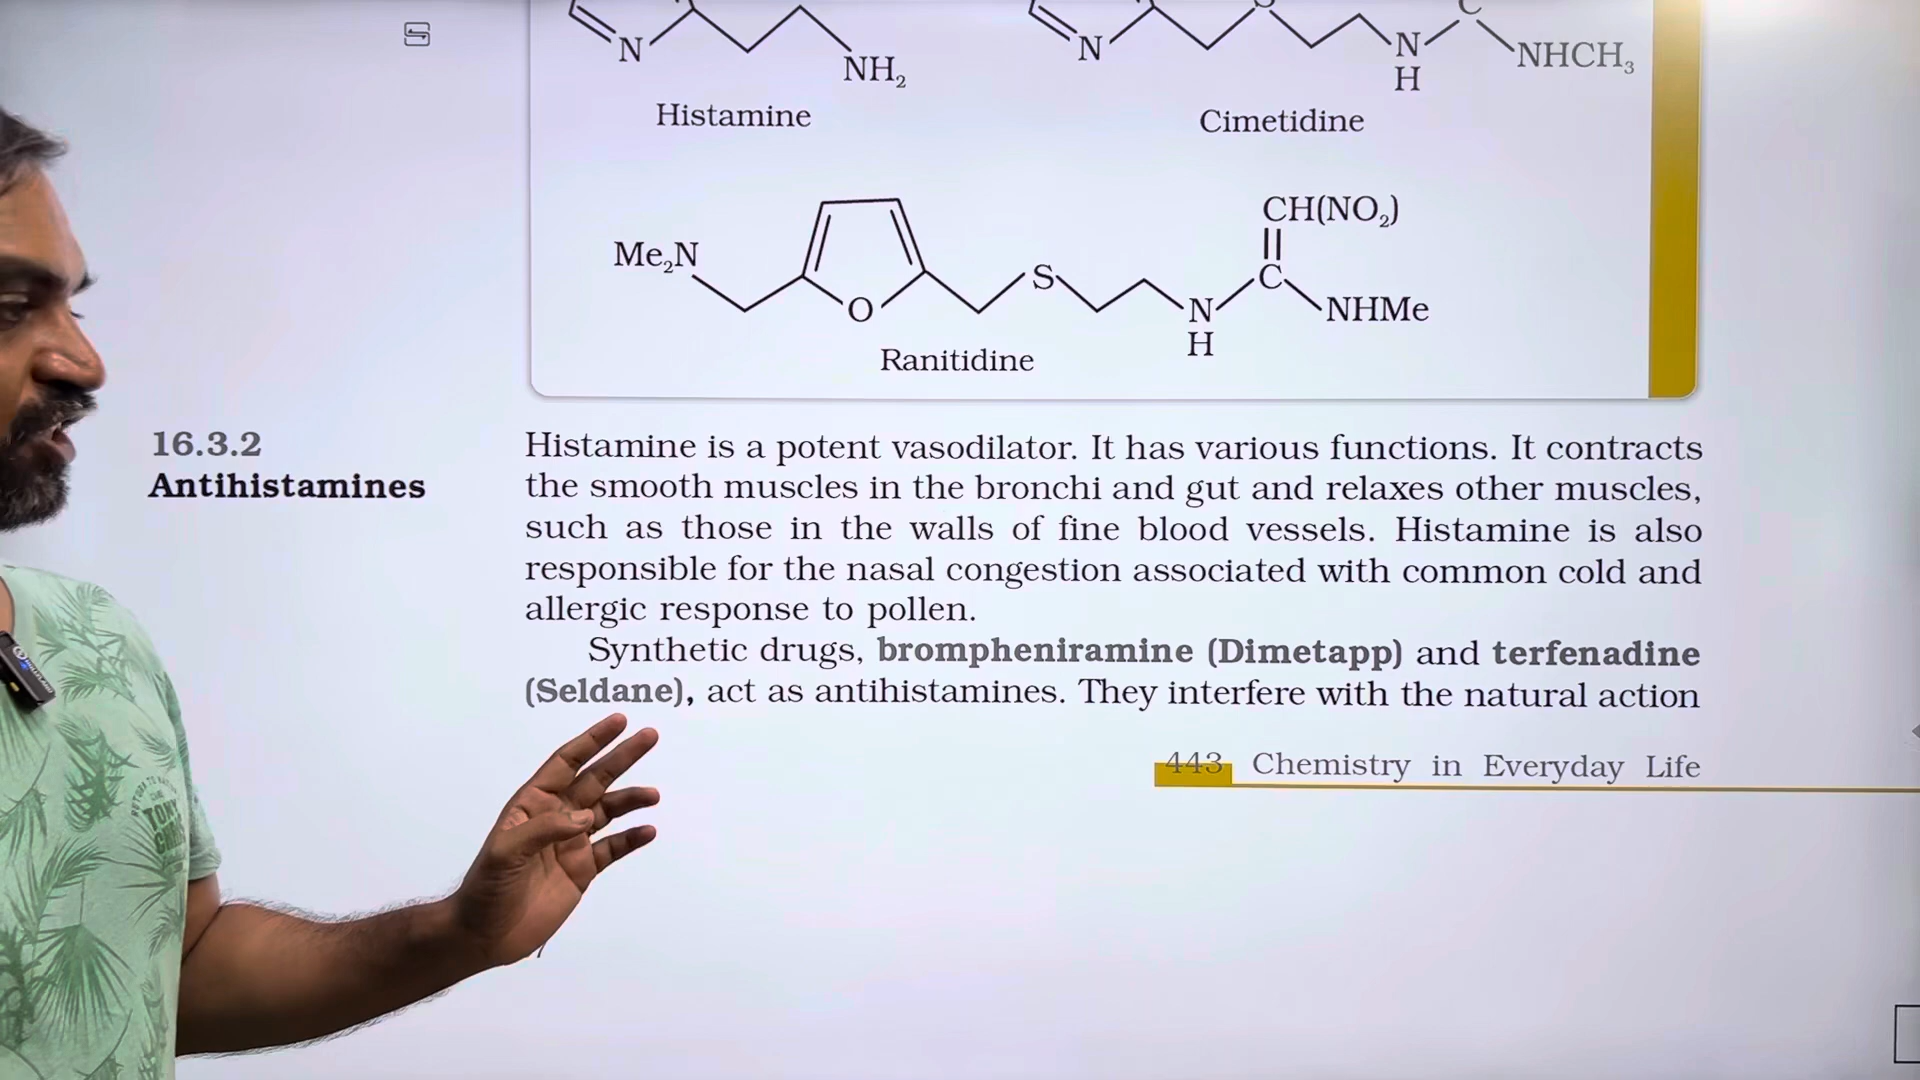 N
NH₂
Histamine
N
N
H
C
NHCH₃
Cimetidine
Me₂N
O
S
N
H
CH(NO₂)
C
NHMe
Ranitidine
16.3.2
Antihistamines
Histamine is a potent vasodilator. It has various functions. It contracts
the smooth muscles in the bronchi and gut and relaxes other muscles,
such as those in the walls of fine blood vessels. Histamine is also
responsible for the nasal congestion associated with common cold and
allergic response to pollen.
Synthetic drugs, brompheniramine (Dimetapp) and terfenadine
(Seldane), act as antihistamines. They interfere with the natural action
443 Chemistry in Everyday Life
TOMY